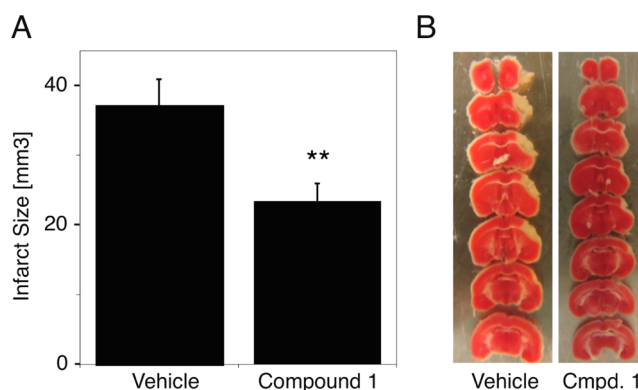 A
B
Infarct Size [mm3]
40
20
0
**
Vehicle
Compound 1
Vehicle
Cmpd. 1